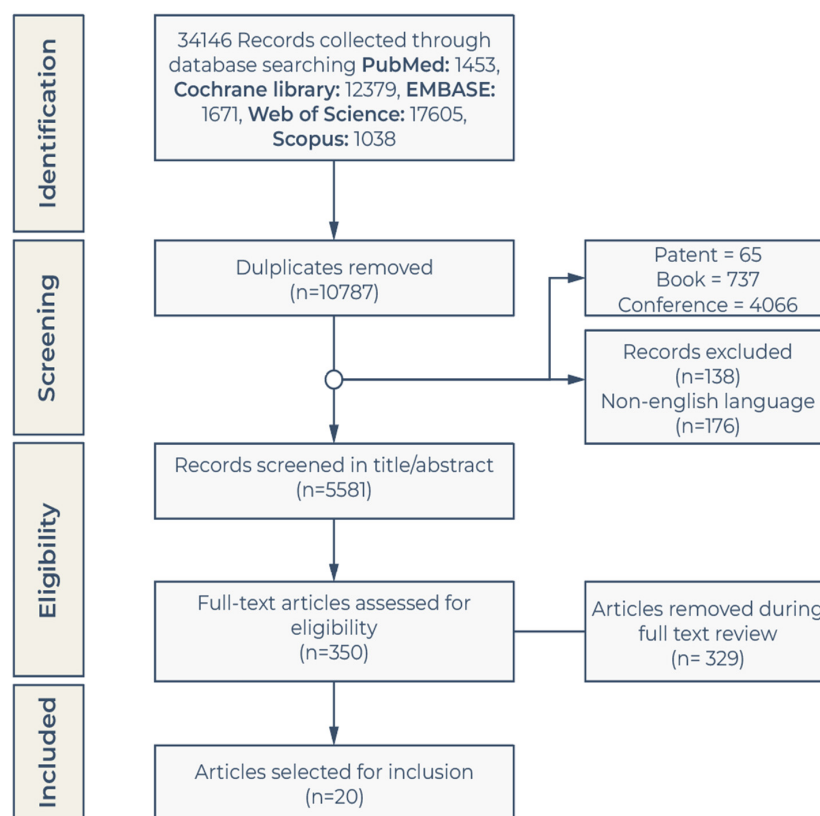 Identification
34146 Records collected through
database searching PubMed: 1453,
Cochrane library: 12379, EMBASE:
1671, Web of Science: 17605,
Scopus: 1038
Screening
Dulplicates removed
(n=10787)
Patent = 65
Book = 737
Conference = 4066
Records excluded
(n=138)
Non-english language
(n=176)
Eligibility
Records screened in title/abstract
(n=5581)
Full-text articles assessed for
eligibility
(n=350)
Articles removed during
full text review
(n= 329)
Included
Articles selected for inclusion
(n=20)